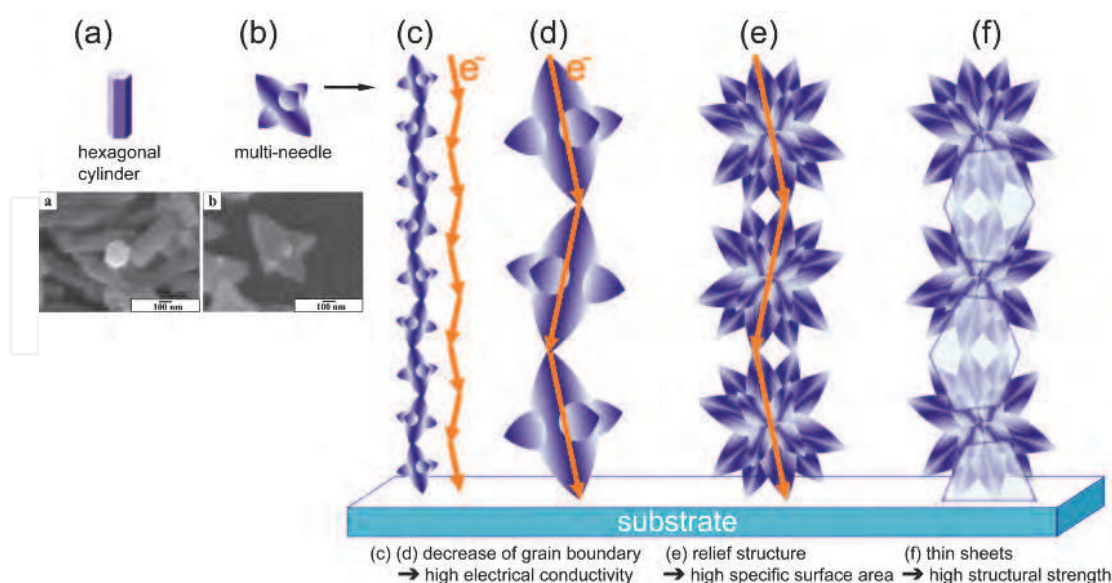 (a)
(b)
(c)
(d)
(e)
(f)
e⁻
e⁻
hexagonal
cylinder
multi-needle
a
b
100 nm
100 nm
substrate
(c) (d) decrease of grain boundary
➔ high electrical conductivity
(e) relief structure
➔ high specific surface area
(f) thin sheets
➔ high structural strength